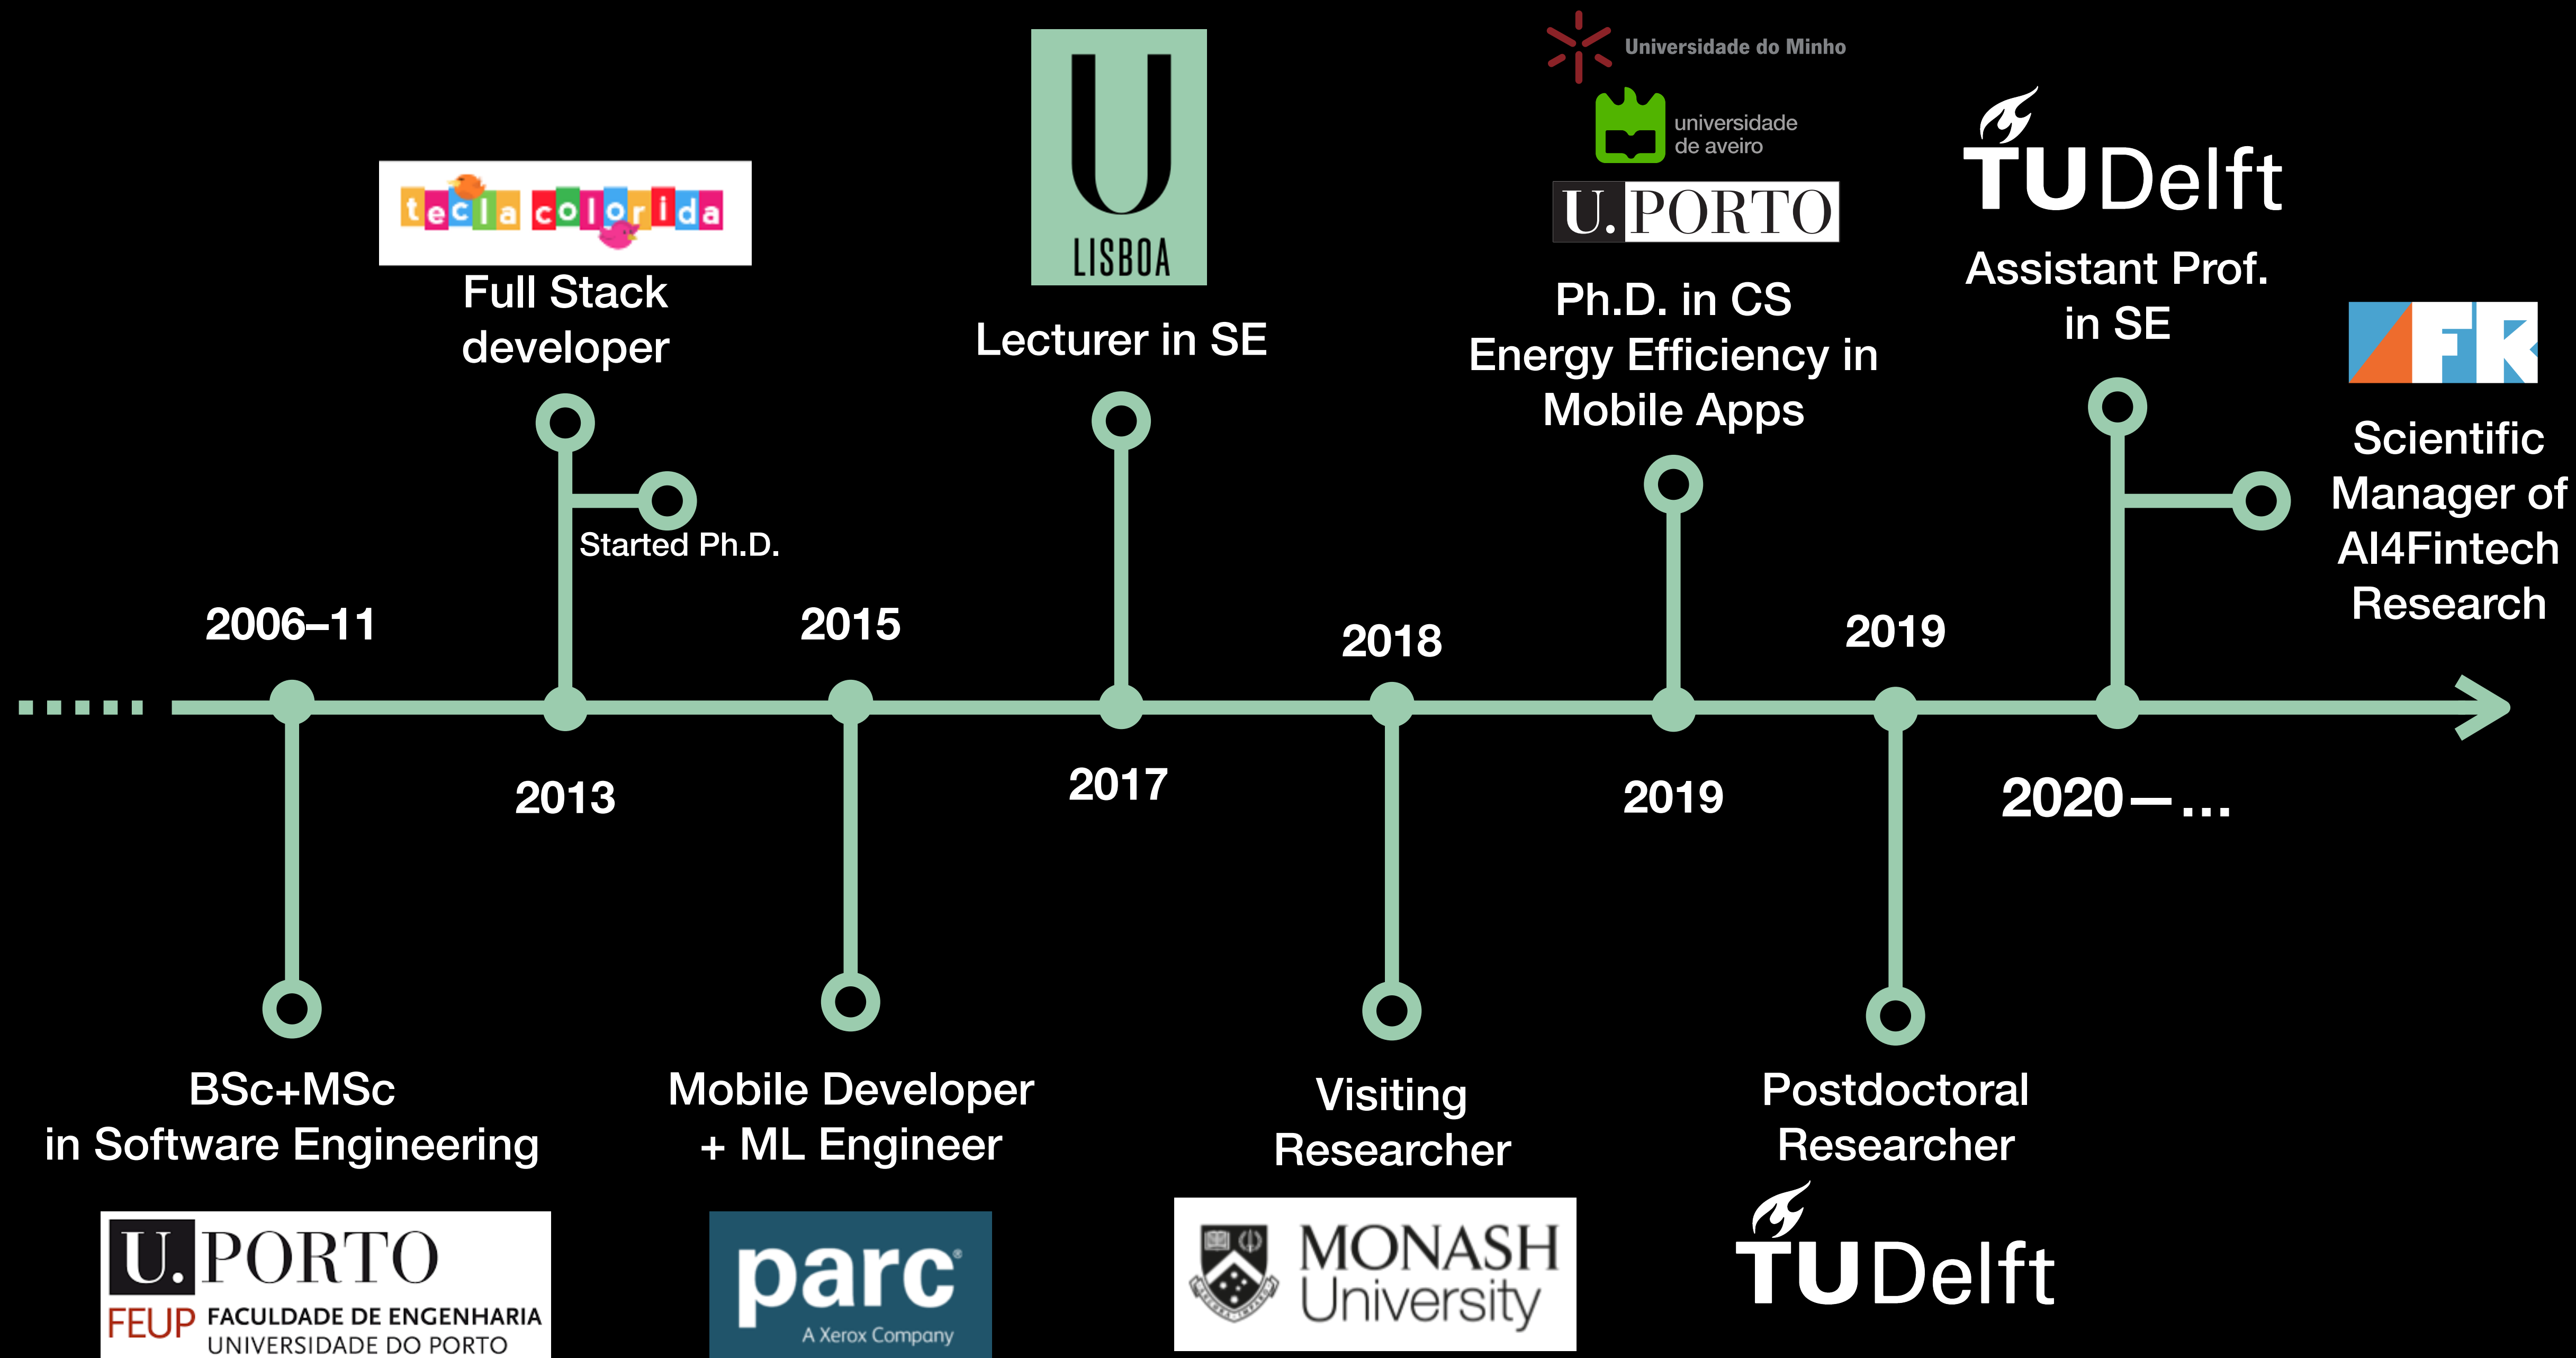 Universidade do Minho
universidade
de aveiro
U. PORTO
Ph.D. in CS
Energy Efficiency in
Mobile Apps
tecla colorida
Full Stack
developer
Started Ph.D.
U
LISBOA
Lecturer in SE
TUDelft
Assistant Prof.
in SE
AFR
Scientific
Manager of
AI4Fintech
Research
2006–11
2013
2015
2017
2018
2019
2019
2020—...
BSc+MSc
in Software Engineering
U. PORTO
FEUP FACULDADE DE ENGENHARIA
UNIVERSIDADE DO PORTO
Mobile Developer
+ ML Engineer
parc®
A Xerox Company
Visiting
Researcher
MONASH
University
Postdoctoral
Researcher
TUDelft